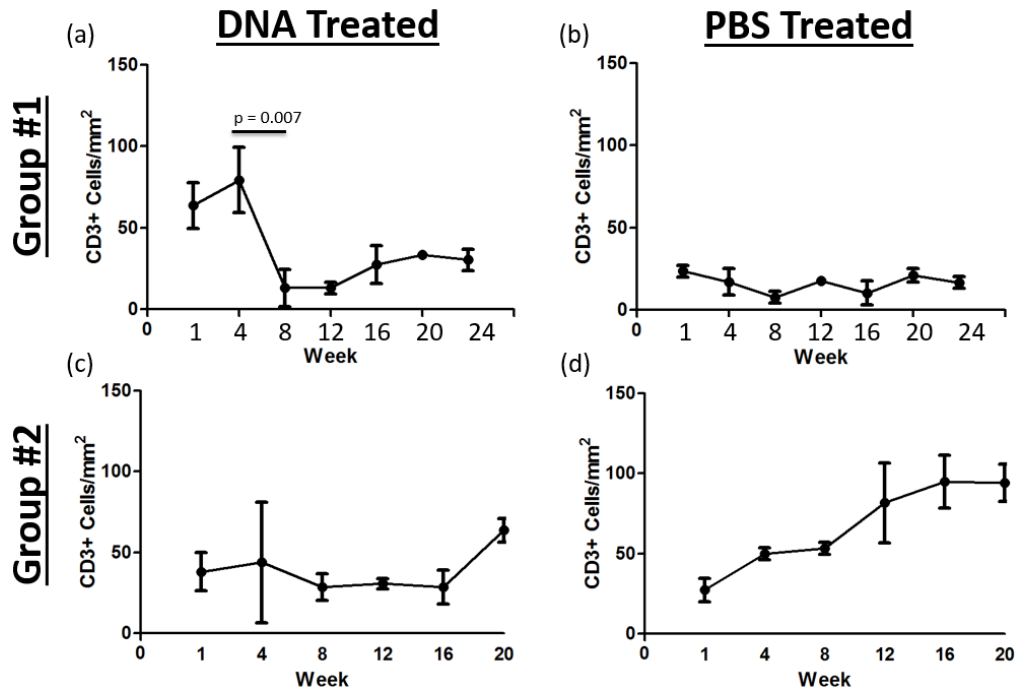 DNA Treated
PBS Treated
Group #1
(a)
CD3+ Cells/mm²
150
100
50
0
p = 0.007
0 1 4 8 12 16 20 24
Week
(b)
CD3+ Cells/mm²
150
100
50
0
0 1 4 8 12 16 20 24
Week
Group #2
(c)
CD3+ Cells/mm²
150
100
50
0
0 1 4 8 12 16 20
Week
(d)
CD3+ Cells/mm²
150
100
50
0
0 1 4 8 12 16 20
Week